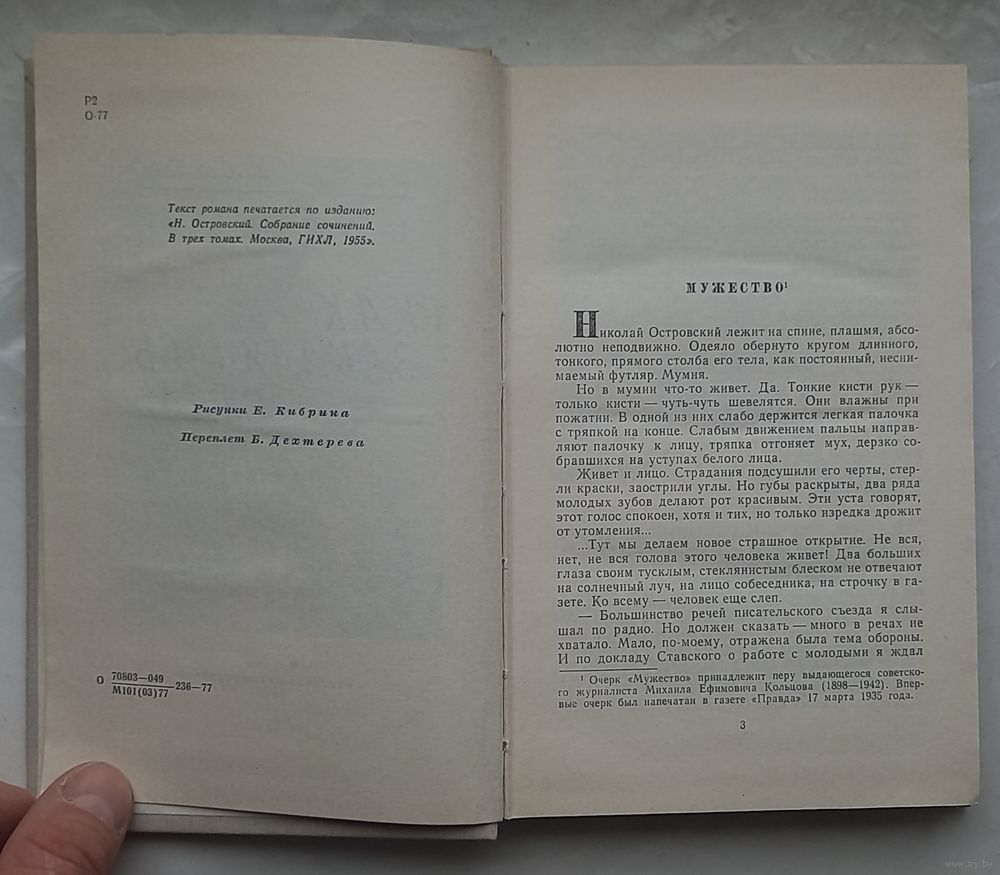 Р2
О-77
Текст романа печатается по изданию:
«Н. Островский. Собрание сочинений.
В трех томах. Москва, ГИХЛ, 1955».
Рисунки Е. Кибрика
Переплет Б. Дехтерева
О 70803—049
М101(03)77 236—77
МУЖЕСТВО¹
Николай Островский лежит на спине, плашмя, абсо-
лютно неподвижно. Одеяло обернуто кругом длинного,
тонкого, прямого столба его тела, как постоянный, несни-
маемый футляр. Мумия.
Но в мумии что-то живет. Да. Тонкие кисти рук —
только кисти — чуть-чуть шевелятся. Они влажны при
пожатии. В одной из них слабо держится легкая палочка
с тряпкой на конце. Слабым движением пальцы направ-
ляют палочку к лицу, тряпка отгоняет мух, дерзко со-
бравшихся на уступах белого лица.
Живет и лицо. Страдания подсушили его черты, стер-
ли краски, заострили углы. Но губы раскрыты, два ряда
молодых зубов делают рот красивым. Эти уста говорят,
этот голос спокоен, хотя и тих, но только изредка дрожит
от утомления...
...Тут мы делаем новое страшное открытие. Не вся,
нет, не вся голова этого человека живет! Два больших
глаза своим тусклым, стеклянистым блеском не отвечают
на солнечный луч, на лицо собеседника, на строчку в га-
зете. Ко всему — человек еще слеп.
— Большинство речей писательского съезда я слы-
шал по радио. Но должен сказать — много в речах не
хватало. Мало, по-моему, отражена была тема обороны.
И по докладу Ставского о работе с молодыми я ждал
¹ Очерк «Мужество» принадлежит перу выдающегося советско-
го журналиста Михаила Ефимовича Кольцова (1898—1942). Впер-
вые очерк был напечатан в газете «Правда» 17 марта 1935 года.
3
www.ay.by